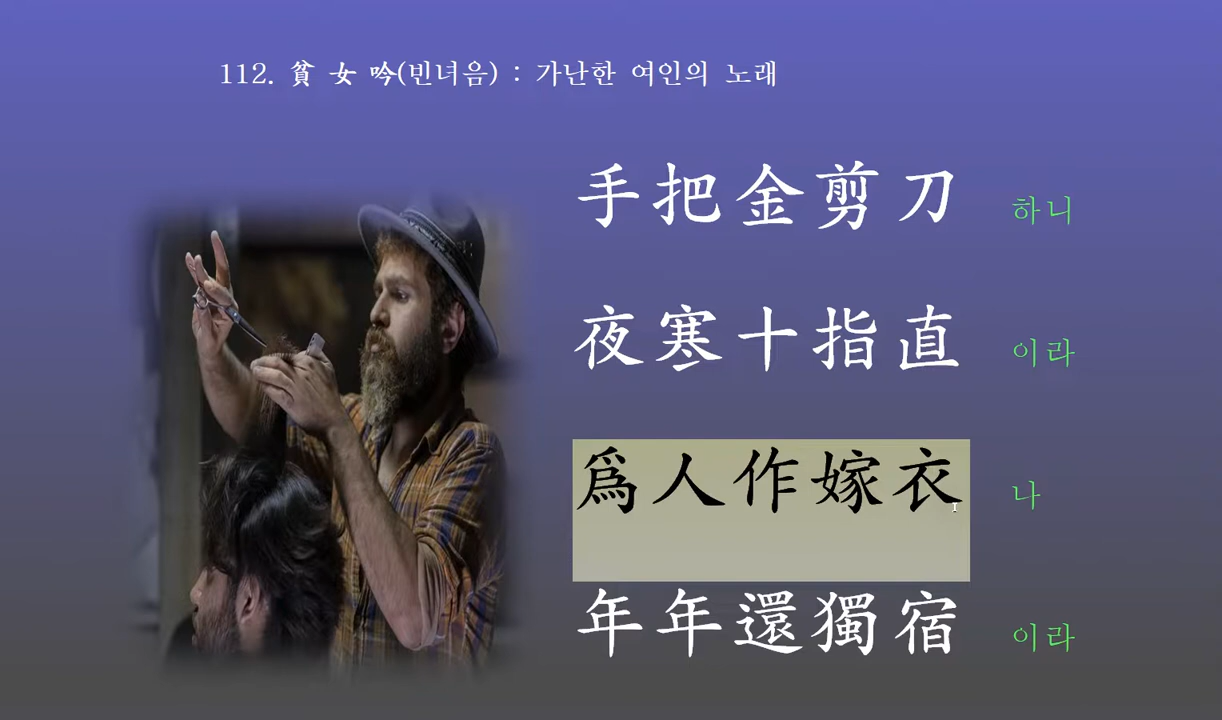 112. 貧 女 吟(빈녀음) : 가난한 여인의 노래
手把金剪刀 하니
夜寒十指直 이라
爲人作嫁衣 나
年年還獨宿 이라